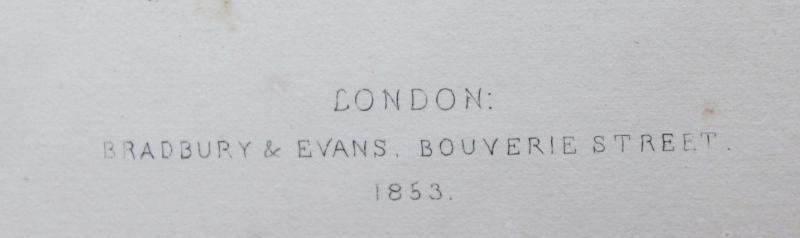 LONDON:
BRADBURY & EVANS. BOUVERIE STREET.
1853.